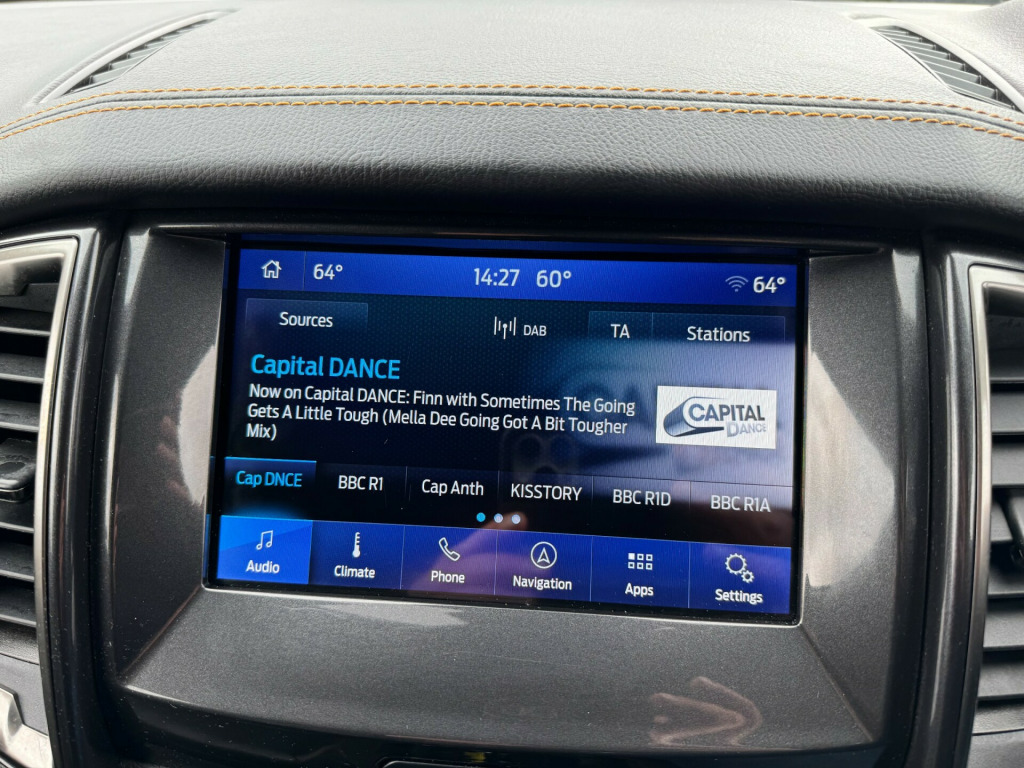 64° 14:27 60° 64°
Sources DAB TA Stations
Capital DANCE
Now on Capital DANCE: Finn with Sometimes The Going
Gets A Little Tough (Mella Dee Going Got A Bit Tougher
Mix)
CAPITAL
DANCE
Cap DNCE BBC R1 Cap Anth KISSTORY BBC R1D BBC R1A
Audio Climate Phone Navigation Apps Settings